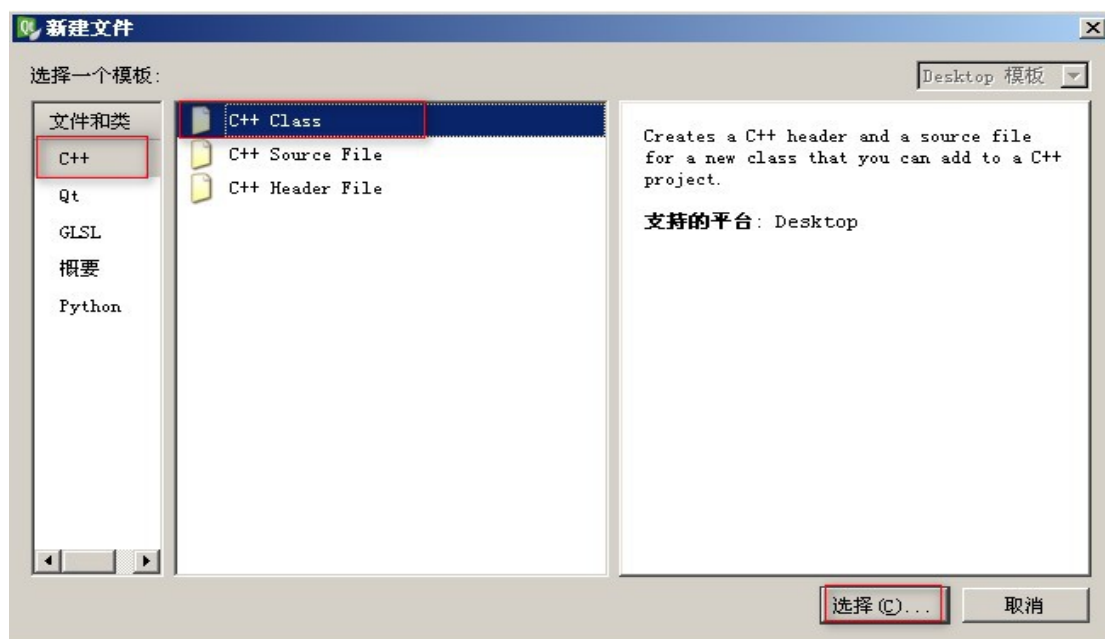 新建文件
选择一个模板:
Desktop 模板
文件和类
C++
Qt
GLSL
概要
Python
C++ Class
C++ Source File
C++ Header File
Creates a C++ header and a source file
for a new class that you can add to a C++
project.
支持的平台: Desktop
选择(C)...
取消